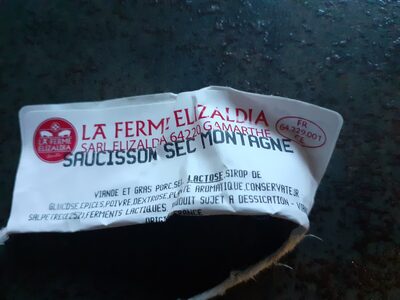 LA FERME ELIZALDIA
SARL ELIZALDA 64220 GAMARTHE
FR
64.229.001
CE
LA FERME
ELIZALDIA
SAUCISSON SEC MONTAGNE
VIANDE ET GRAS PORC,SEL,LACTOSE,SIROP DE
GLUCOSE,EPICES,POIVRE,DEXTROSE,PLANTE AROMATIQUE,CONSERVATEUR
SALPETRE(E252),FERMENTS LACTIQUES PRODUIT SUJET A DESSICATION -
FRANCE